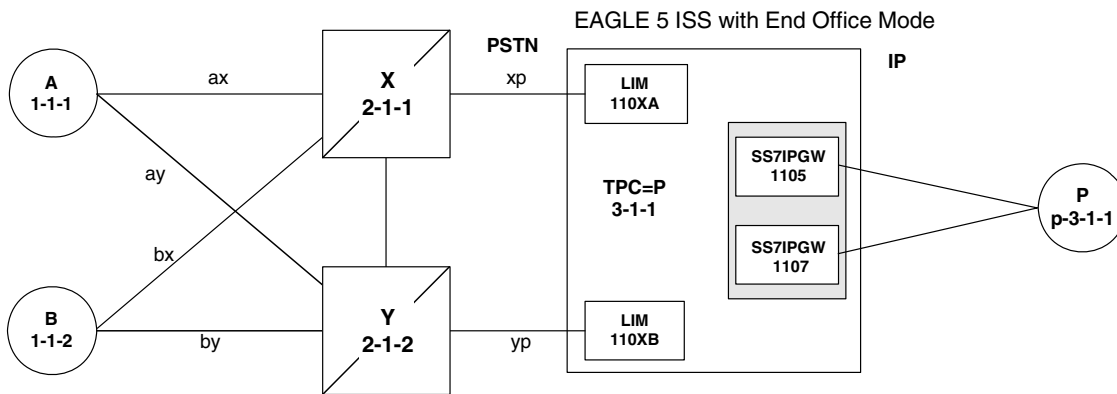 EAGLE 5 ISS with End Office Mode
PSTN
IP
A
1-1-1
ax
X
2-1-1
xp
LIM
110XA
ay
SS7IPGW
1105
TPC=P
3-1-1
P
p-3-1-1
bx
SS7IPGW
1107
B
1-1-2
by
Y
2-1-2
yp
LIM
110XB